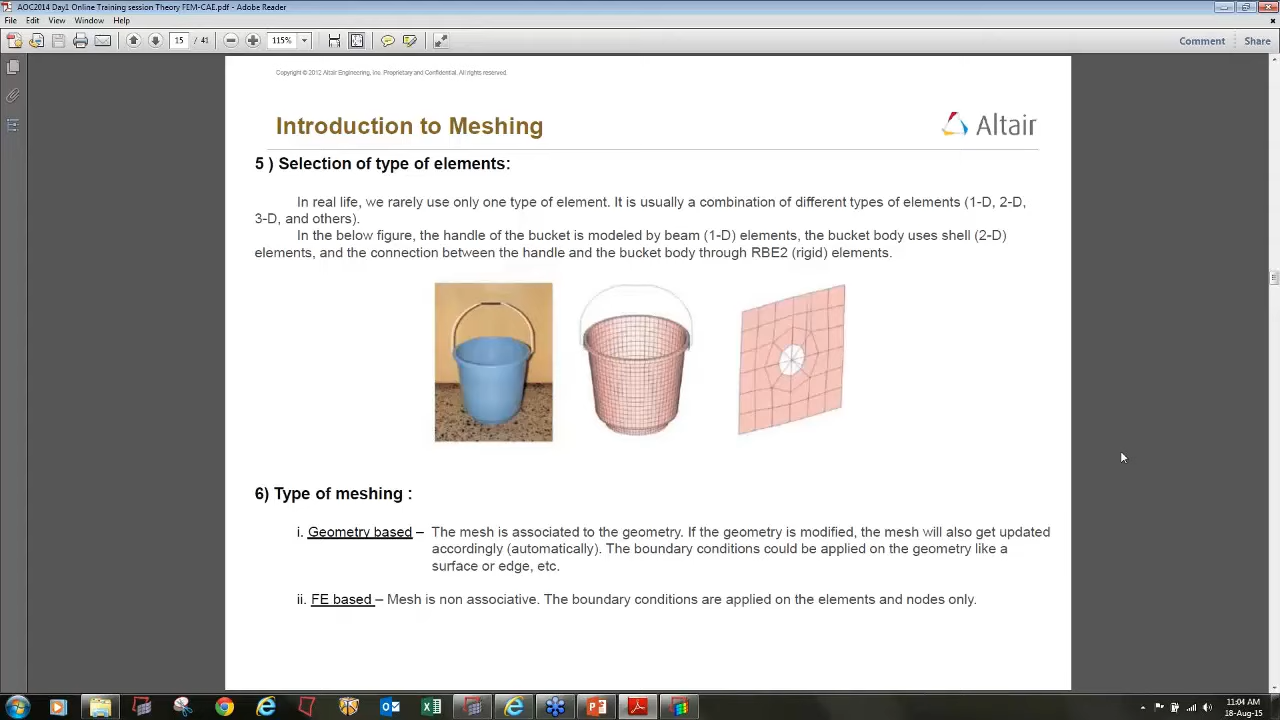 AOC2014 Day1 Online Training session Theory FEM-CAE.pdf - Adobe Reader
File Edit View Window Help
15 / 41 115% Comment Share
Copyright © 2012 Altair Engineering, Inc. Proprietary and Confidential. All rights reserved.
Introduction to Meshing
Altair
5 ) Selection of type of elements:
In real life, we rarely use only one type of element. It is usually a combination of different types of elements (1-D, 2-D,
3-D, and others).
In the below figure, the handle of the bucket is modeled by beam (1-D) elements, the bucket body uses shell (2-D)
elements, and the connection between the handle and the bucket body through RBE2 (rigid) elements.
6) Type of meshing :
i. Geometry based – The mesh is associated to the geometry. If the geometry is modified, the mesh will also get updated
accordingly (automatically). The boundary conditions could be applied on the geometry like a
surface or edge, etc.
ii. FE based – Mesh is non associative. The boundary conditions are applied on the elements and nodes only.
11:04 AM
18-Aug-15